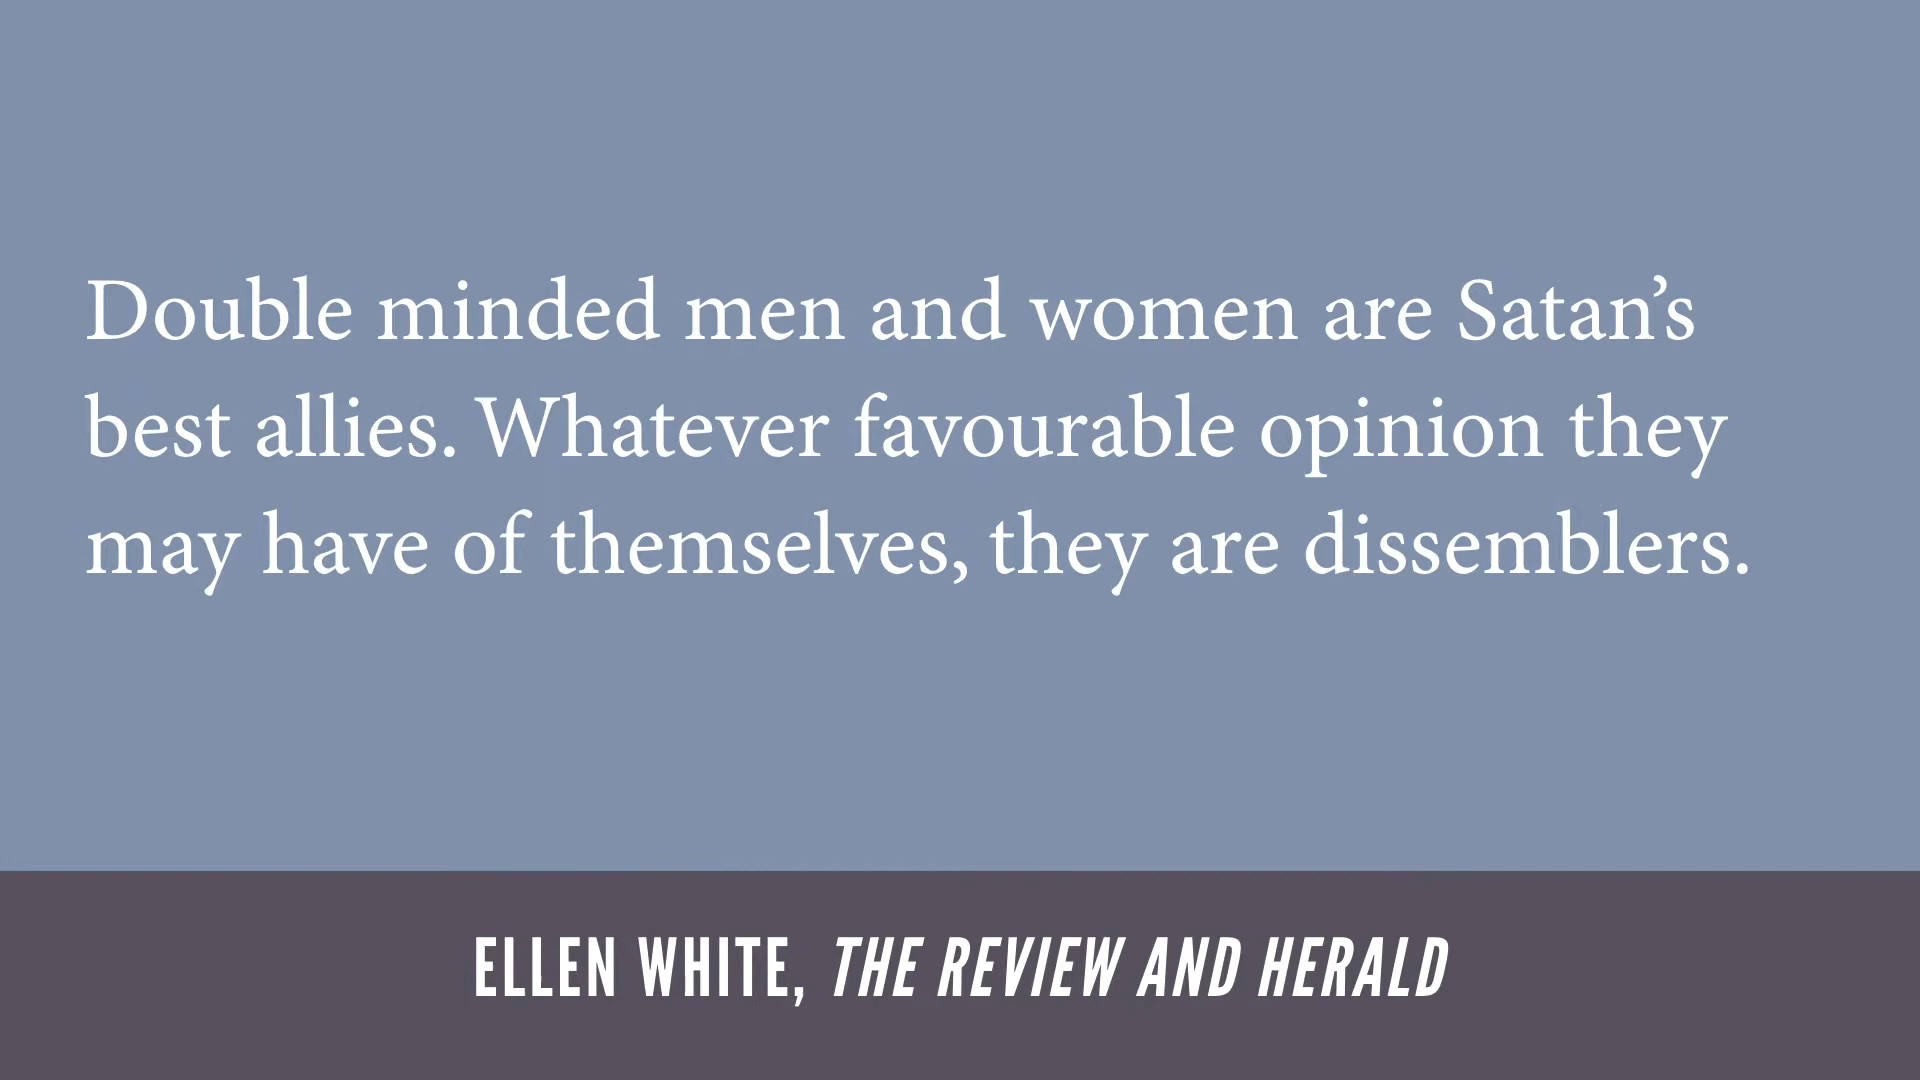 Double minded men and women are Satan’s
best allies. Whatever favourable opinion they
may have of themselves, they are dissemblers.
ELLEN WHITE, THE REVIEW AND HERALD